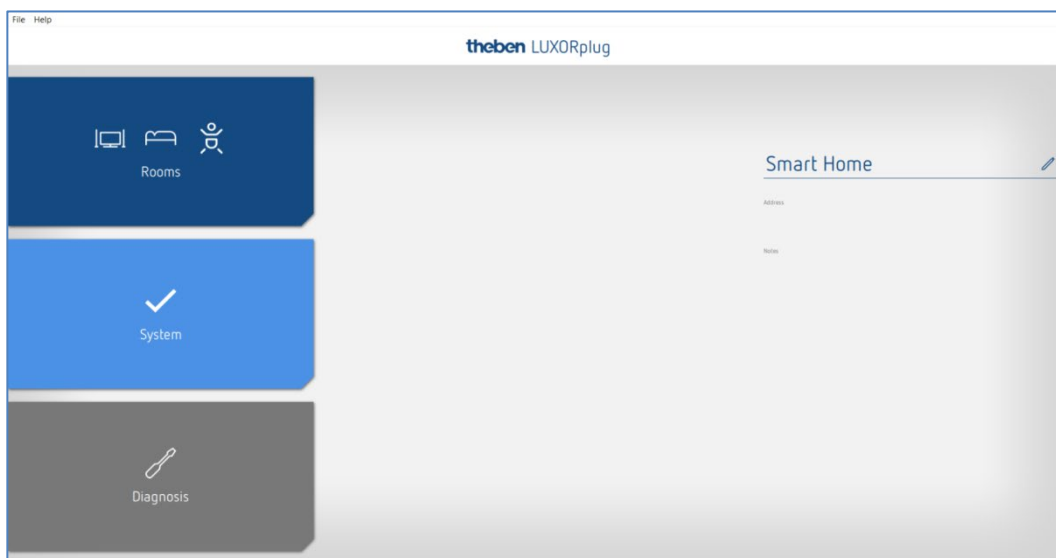 File Help
theben LUXORplug
Rooms
Smart Home
Address
Notes
System
Diagnosis